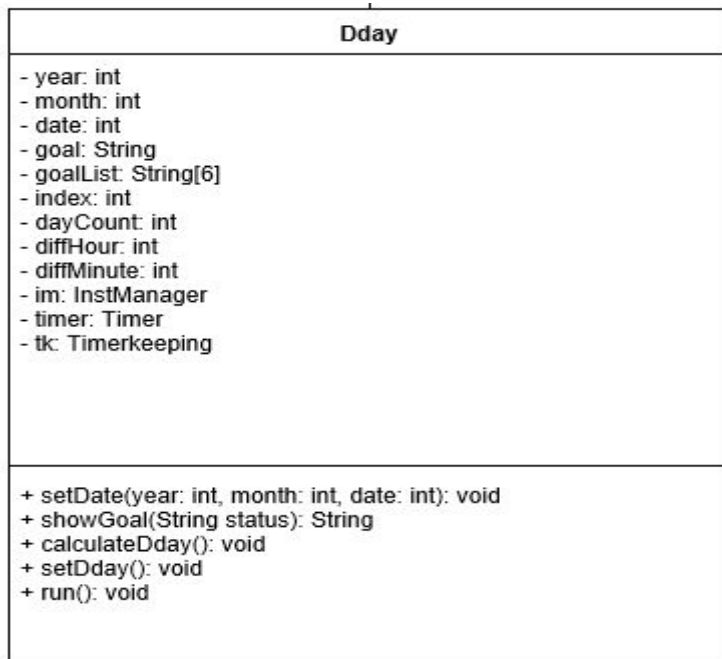 Dday
- year: int
- month: int
- date: int
- goal: String
- goalList: String[6]
- index: int
- dayCount: int
- diffHour: int
- diffMinute: int
- im: InstManager
- timer: Timer
- tk: Timerkeeping
+ setDate(year: int, month: int, date: int): void
+ showGoal(String status): String
+ calculateDday(): void
+ setDday(): void
+ run(): void